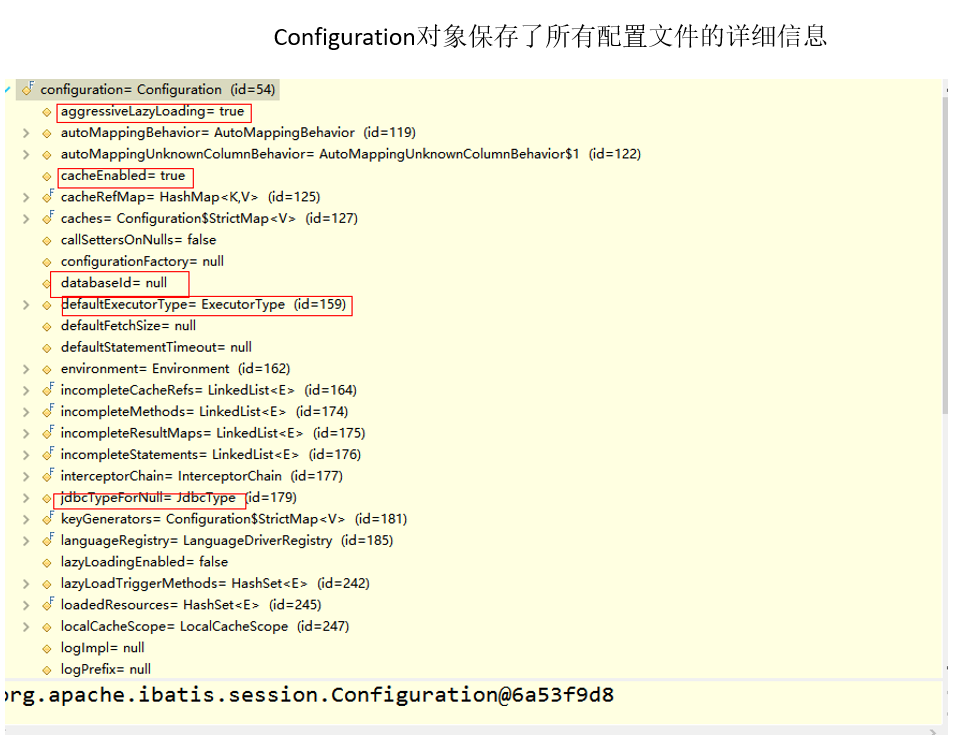 Configuration对象保存了所有配置文件的详细信息
configuration= Configuration (id=54)
aggressiveLazyLoading= true
autoMappingBehavior= AutoMappingBehavior (id=119)
autoMappingUnknownColumnBehavior= AutoMappingUnknownColumnBehavior$1 (id=122)
cacheEnabled= true
cacheRefMap= HashMap<K,V> (id=125)
caches= Configuration$StrictMap<V> (id=127)
callSettersOnNulls= false
configurationFactory= null
databaseId= null
defaultExecutorType= ExecutorType (id=159)
defaultFetchSize= null
defaultStatementTimeout= null
environment= Environment (id=162)
incompleteCacheRefs= LinkedList<E> (id=164)
incompleteMethods= LinkedList<E> (id=174)
incompleteResultMaps= LinkedList<E> (id=175)
incompleteStatements= LinkedList<E> (id=176)
interceptorChain= InterceptorChain (id=177)
jdbcTypeForNull= JdbcType (id=179)
keyGenerators= Configuration$StrictMap<V> (id=181)
languageRegistry= LanguageDriverRegistry (id=185)
lazyLoadingEnabled= false
lazyLoadTriggerMethods= HashSet<E> (id=242)
loadedResources= HashSet<E> (id=245)
localCacheScope= LocalCacheScope (id=247)
logImpl= null
logPrefix= null
org.apache.ibatis.session.Configuration@6a53f9d8